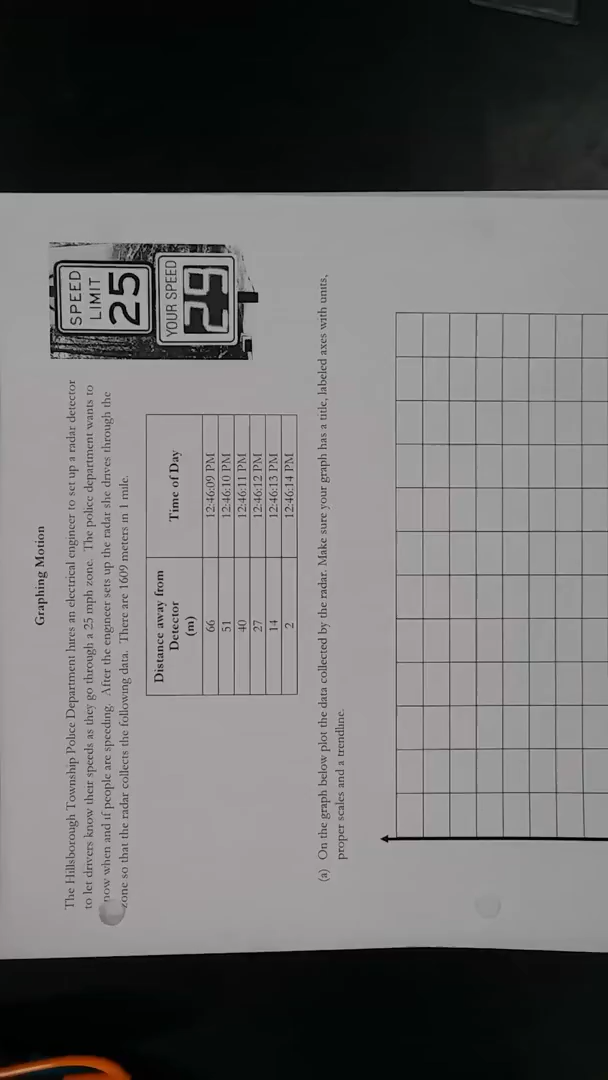 Graphing Motion
The Hillsborough Township Police Department hires an electrical engineer to set up a radar detector
to let drivers know their speeds as they go through a 25 mph zone. The police department wants to
now when and if people are speeding. After the engineer sets up the radar she drives through the
zone so that the radar collects the following data. There are 1609 meters in 1 mile.
SPEED
LIMIT
25
YOUR SPEED
29
Distance away from Detector (m) Time of Day
66 12:46:09 PM
51 12:46:10 PM
40 12:46:11 PM
27 12:46:12 PM
14 12:46:13 PM
2 12:46:14 PM
(a) On the graph below plot the data collected by the radar. Make sure your graph has a title, labeled axes with units,
proper scales and a trendline.